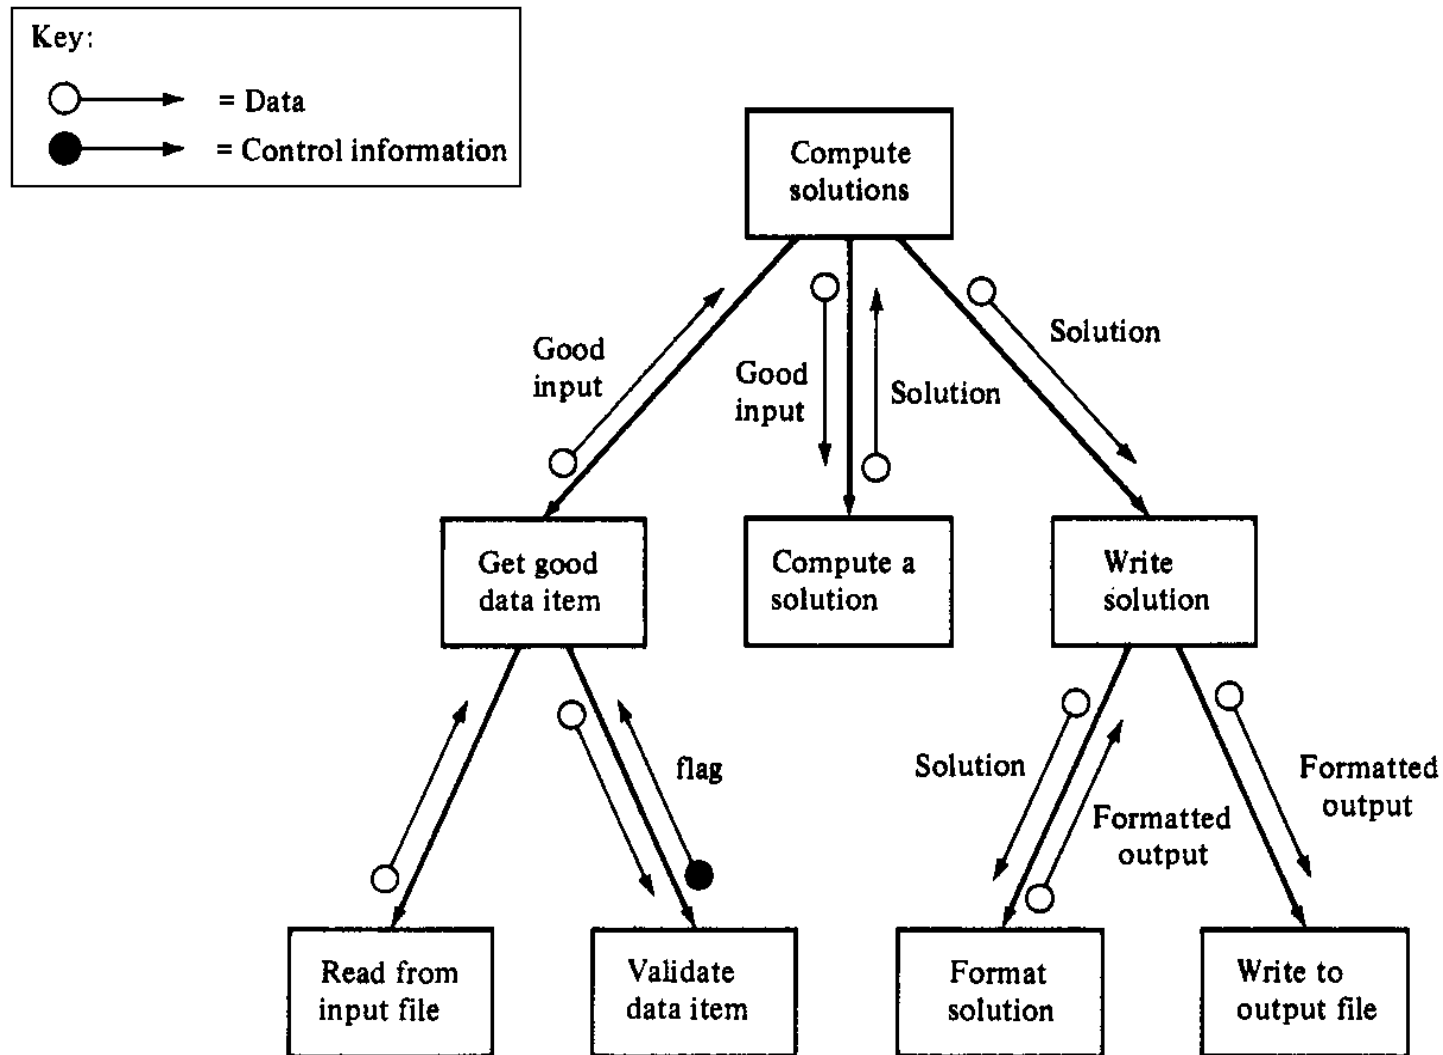 Key:
= Data
= Control information
Compute
solutions
Good
input
Good
input
Solution
Solution
Get good
data item
Compute a
solution
Write
solution
flag
Solution
Formatted
output
Formatted
output
Read from
input file
Validate
data item
Format
solution
Write to
output file